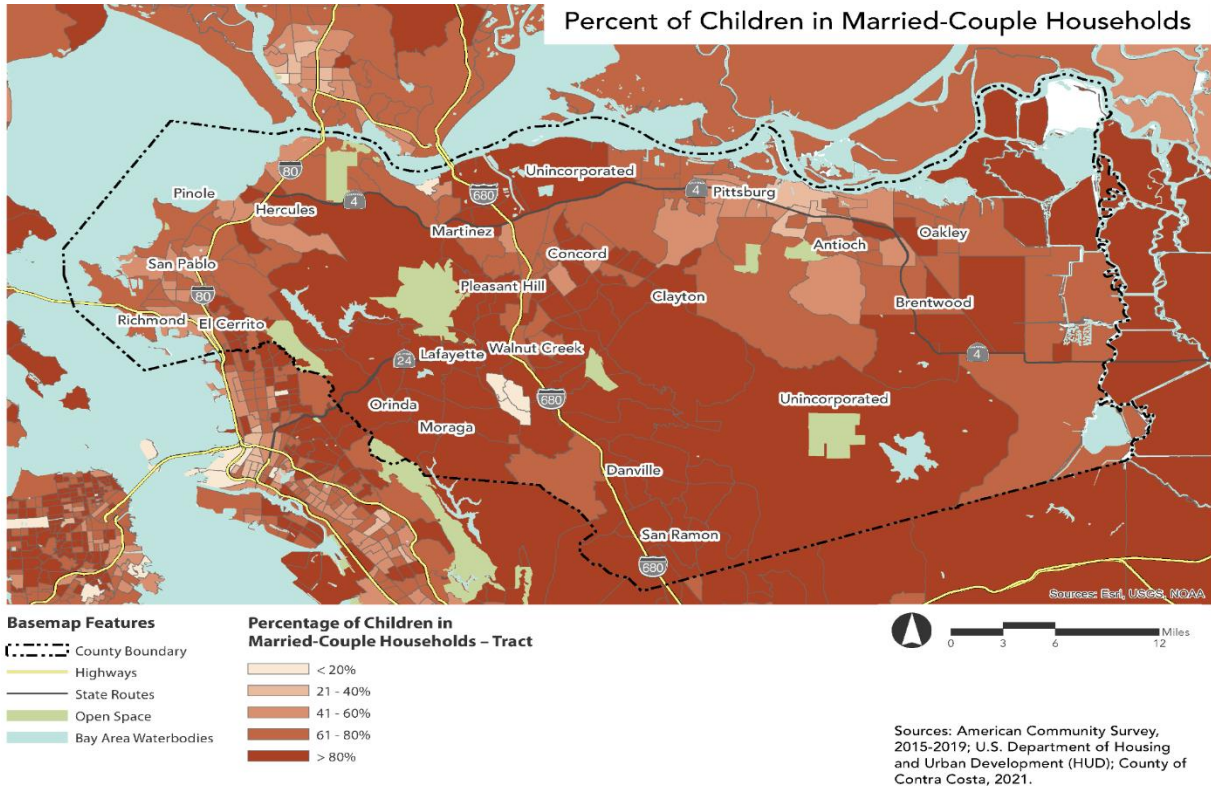 Percent of Children in Married-Couple Households
80
Unincorporated
Pinole
4
680
4
Pittsburg
Hercules
Martinez
Oakley
Antioch
Concord
San Pablo
Pleasant Hill
80
Clayton
Brentwood
Richmond
El Cerrito
Walnut Creek
Lafayette
24
4
Orinda
680
Unincorporated
Moraga
Danville
San Ramon
680
Sources: Esri, USGS, NOAA
Basemap Features
County Boundary
Highways
State Routes
Open Space
Bay Area Waterbodies
Percentage of Children in
Married-Couple Households – Tract
< 20%
21 - 40%
41 - 60%
61 - 80%
> 80%
Miles
0 3 6 12
Sources: American Community Survey,
2015-2019; U.S. Department of Housing
and Urban Development (HUD); County of
Contra Costa, 2021.